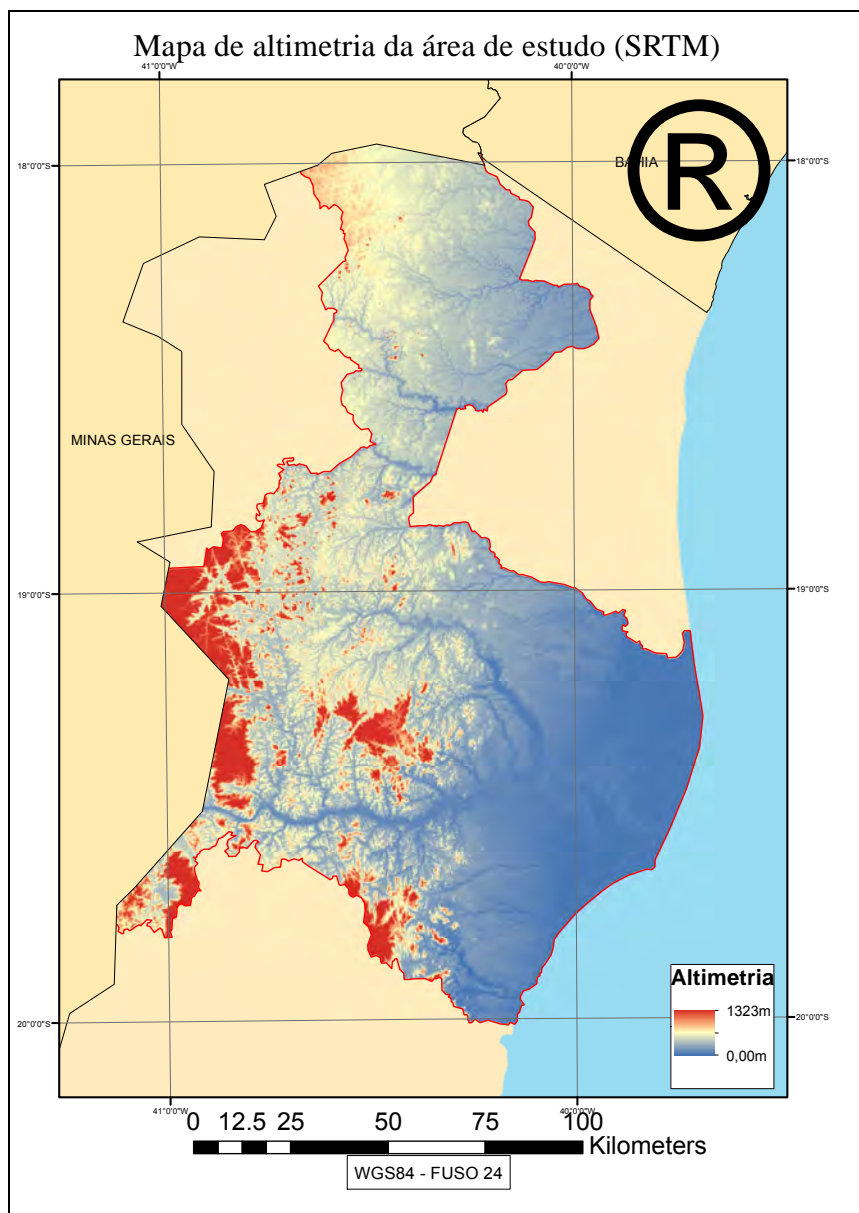 Mapa de altimetria da área de estudo (SRTM)
41°0'0"W 40°0'0"W
18°0'0"S 18°0'0"S
BAHIA
®
MINAS GERAIS
19°0'0"S 19°0'0"S
Altimetria
1323m
0,00m
20°0'0"S 20°0'0"S
41°0'0"W 40°0'0"W
0 12.5 25 50 75 100
Kilometers
WGS84 - FUSO 24